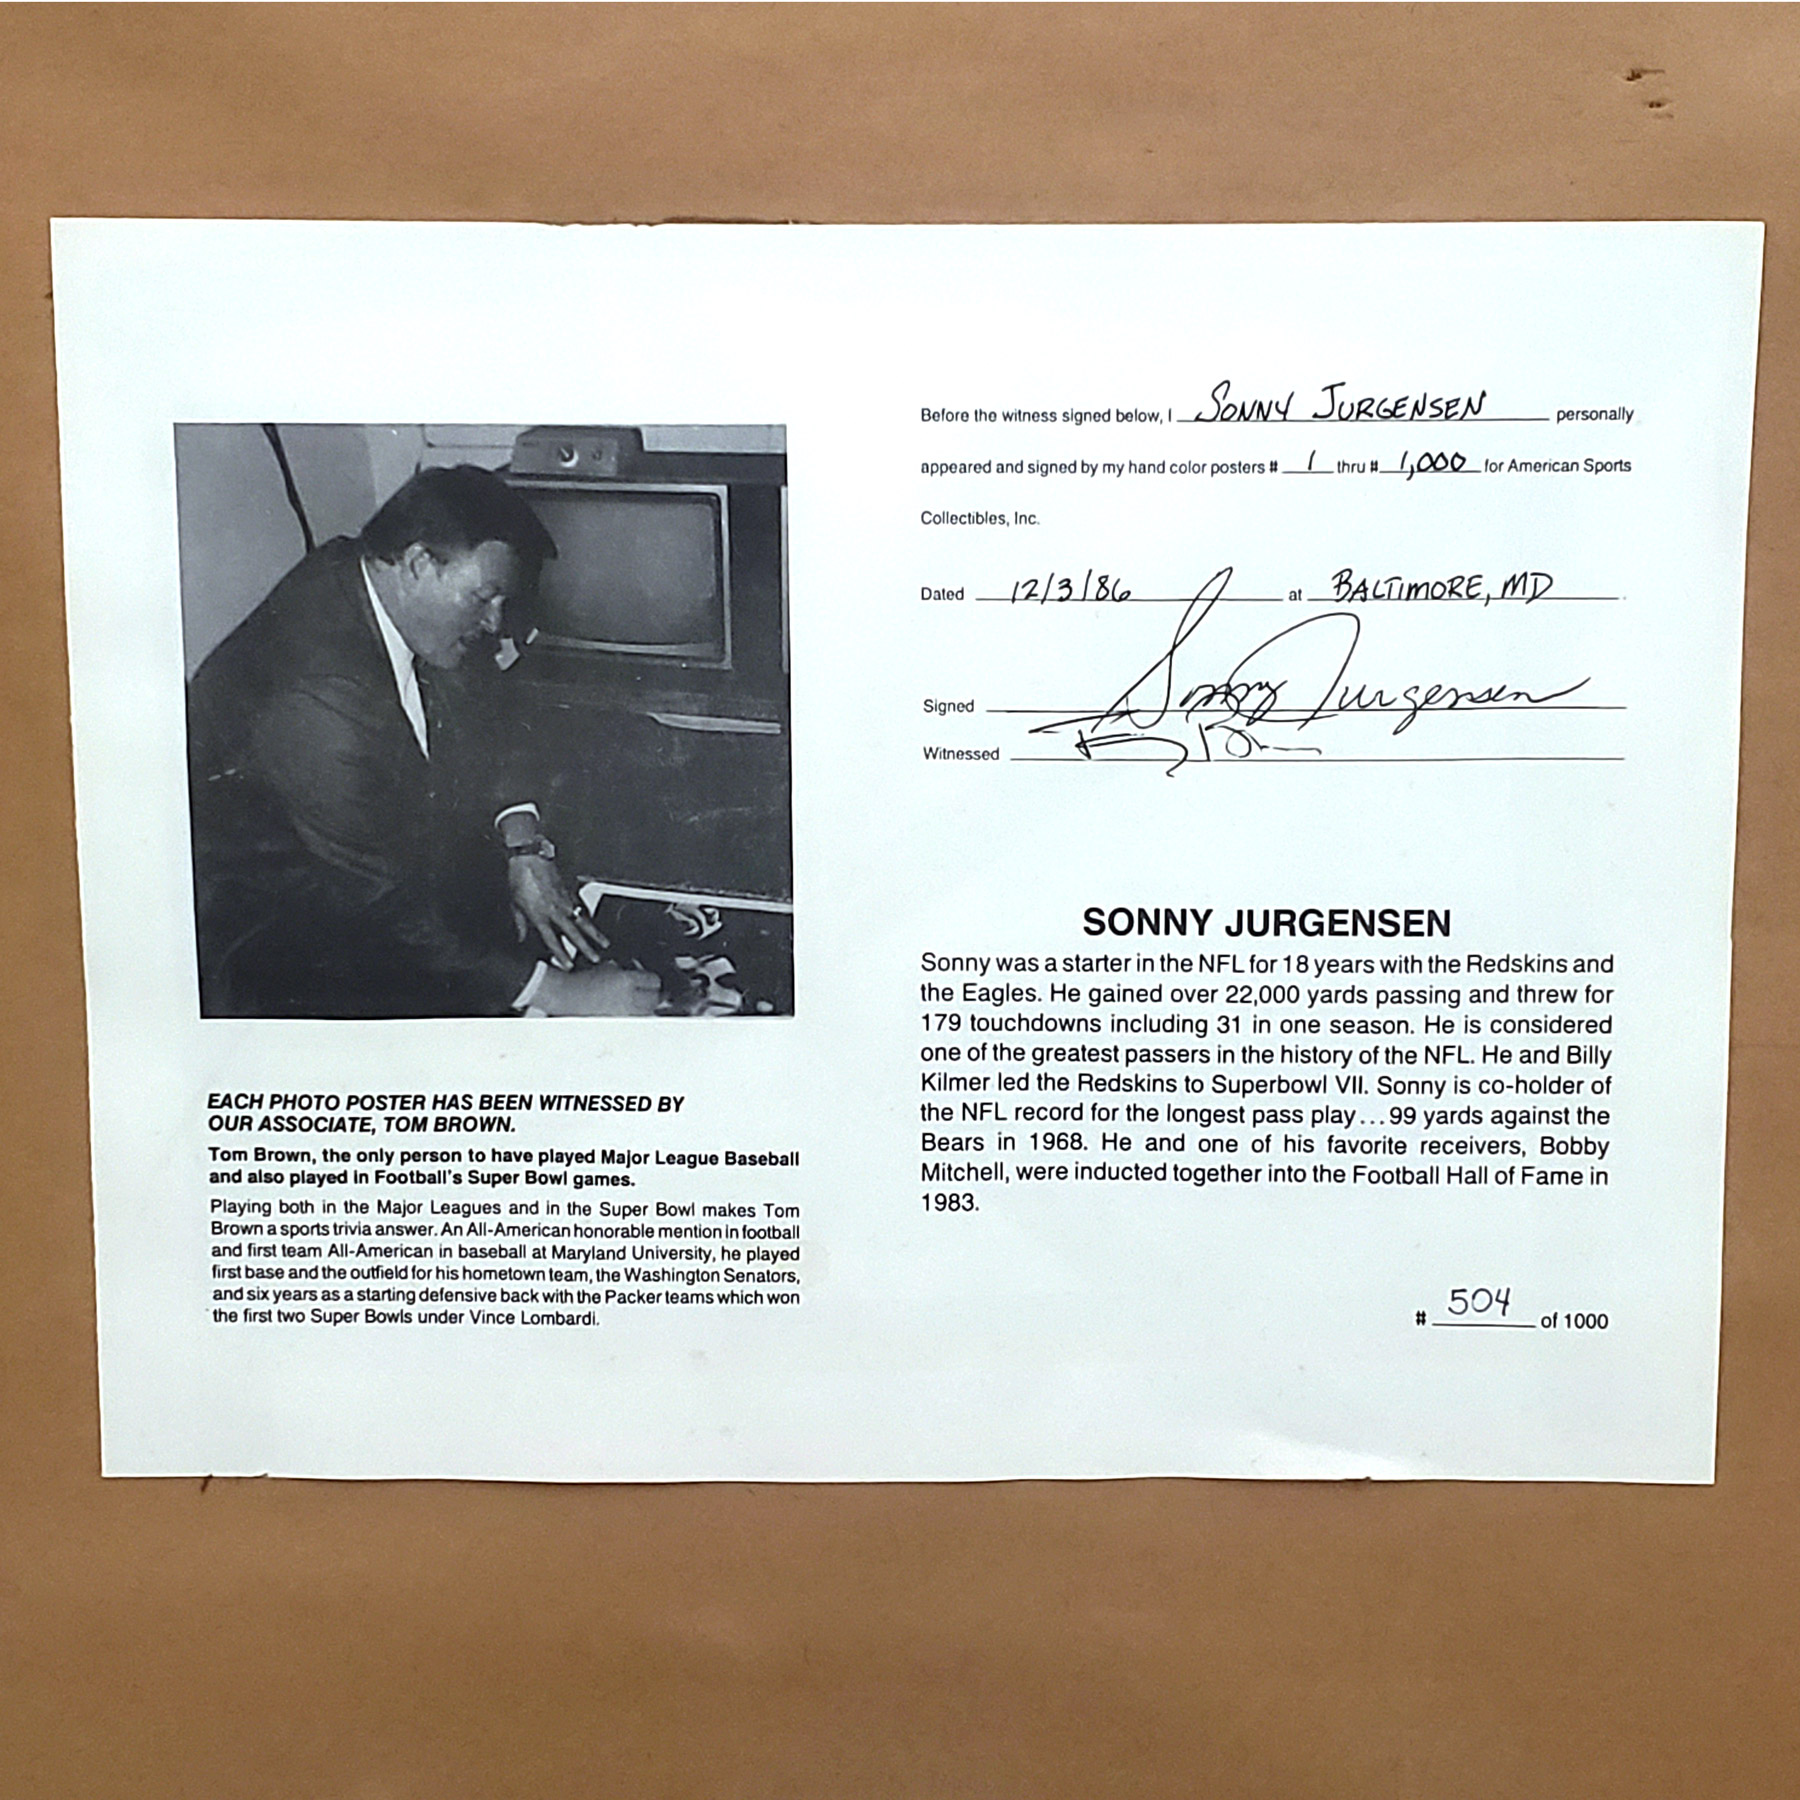 Before the witness signed below, I SONNY JURGENSEN personally
appeared and signed by my hand color posters # 1 thru # 1,000 for American Sports
Collectibles, Inc.
Dated 12/3/86 at BALTIMORE, MD.
Signed Sonny Jurgensen
Witnessed
EACH PHOTO POSTER HAS BEEN WITNESSED BY
OUR ASSOCIATE, TOM BROWN.
Tom Brown, the only person to have played Major League Baseball
and also played in Football's Super Bowl games.
Playing both in the Major Leagues and in the Super Bowl makes Tom
Brown a sports trivia answer. An All-American honorable mention in football
and first team All-American in baseball at Maryland University, he played
first base and the outfield for his hometown team, the Washington Senators,
and six years as a starting defensive back with the Packer teams which won
the first two Super Bowls under Vince Lombardi.
SONNY JURGENSEN
Sonny was a starter in the NFL for 18 years with the Redskins and
the Eagles. He gained over 22,000 yards passing and threw for
179 touchdowns including 31 in one season. He is considered
one of the greatest passers in the history of the NFL. He and Billy
Kilmer led the Redskins to Superbowl VII. Sonny is co-holder of
the NFL record for the longest pass play...99 yards against the
Bears in 1968. He and one of his favorite receivers, Bobby
Mitchell, were inducted together into the Football Hall of Fame in
1983.
# 504 of 1000